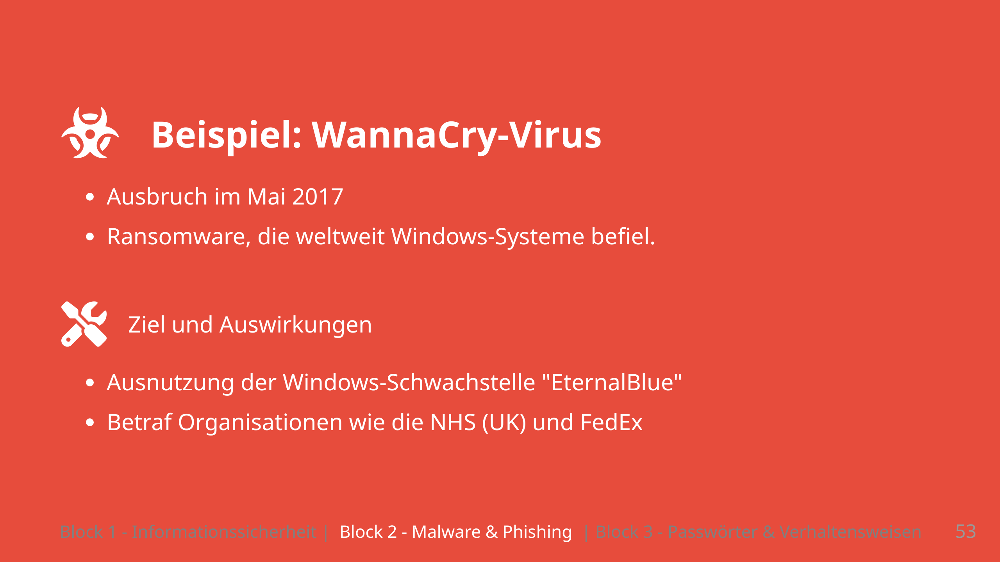 Beispiel: WannaCry-Virus
• Ausbruch im Mai 2017
• Ransomware, die weltweit Windows-Systeme befiel.
Ziel und Auswirkungen
• Ausnutzung der Windows-Schwachstelle "EternalBlue"
• Betraf Organisationen wie die NHS (UK) und FedEx
Block 1 - Informationssicherheit | Block 2 - Malware & Phishing | Block 3 - Passwörter & Verhaltensweisen 53